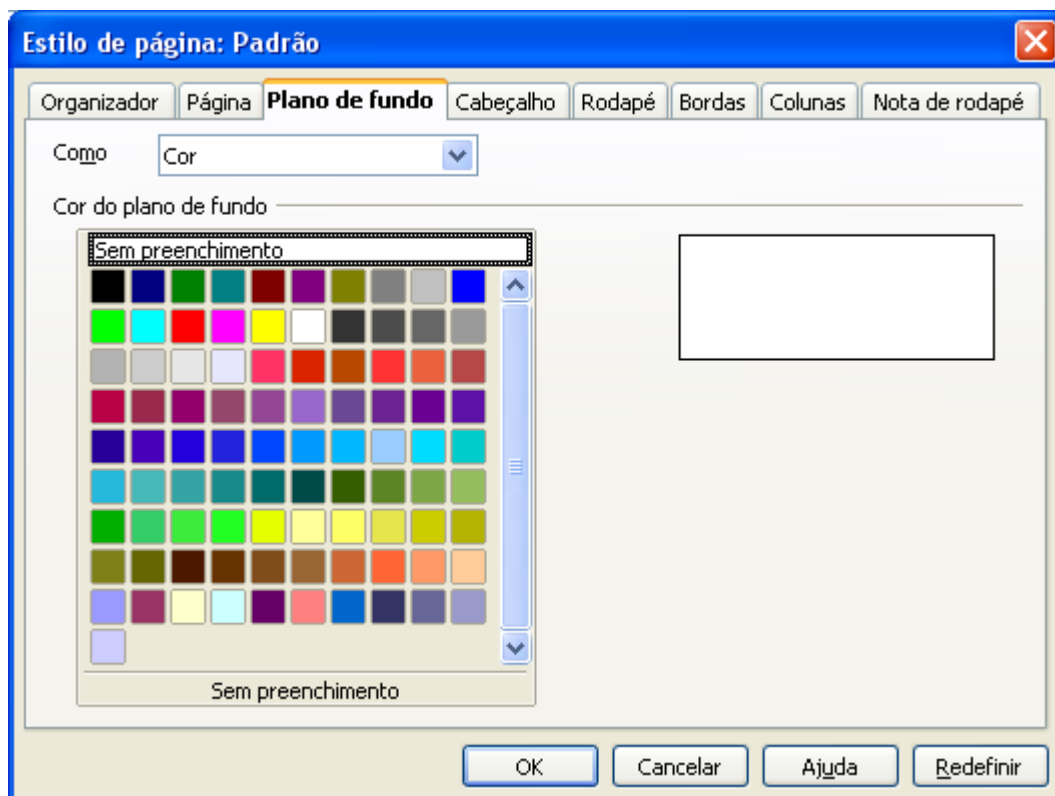 Estilo de página: Padrão
Organizador Página Plano de fundo Cabeçalho Rodapé Bordas Colunas Nota de rodapé
Como Cor
Cor do plano de fundo
Sem preenchimento
Sem preenchimento
OK Cancelar Ajuda Redefinir